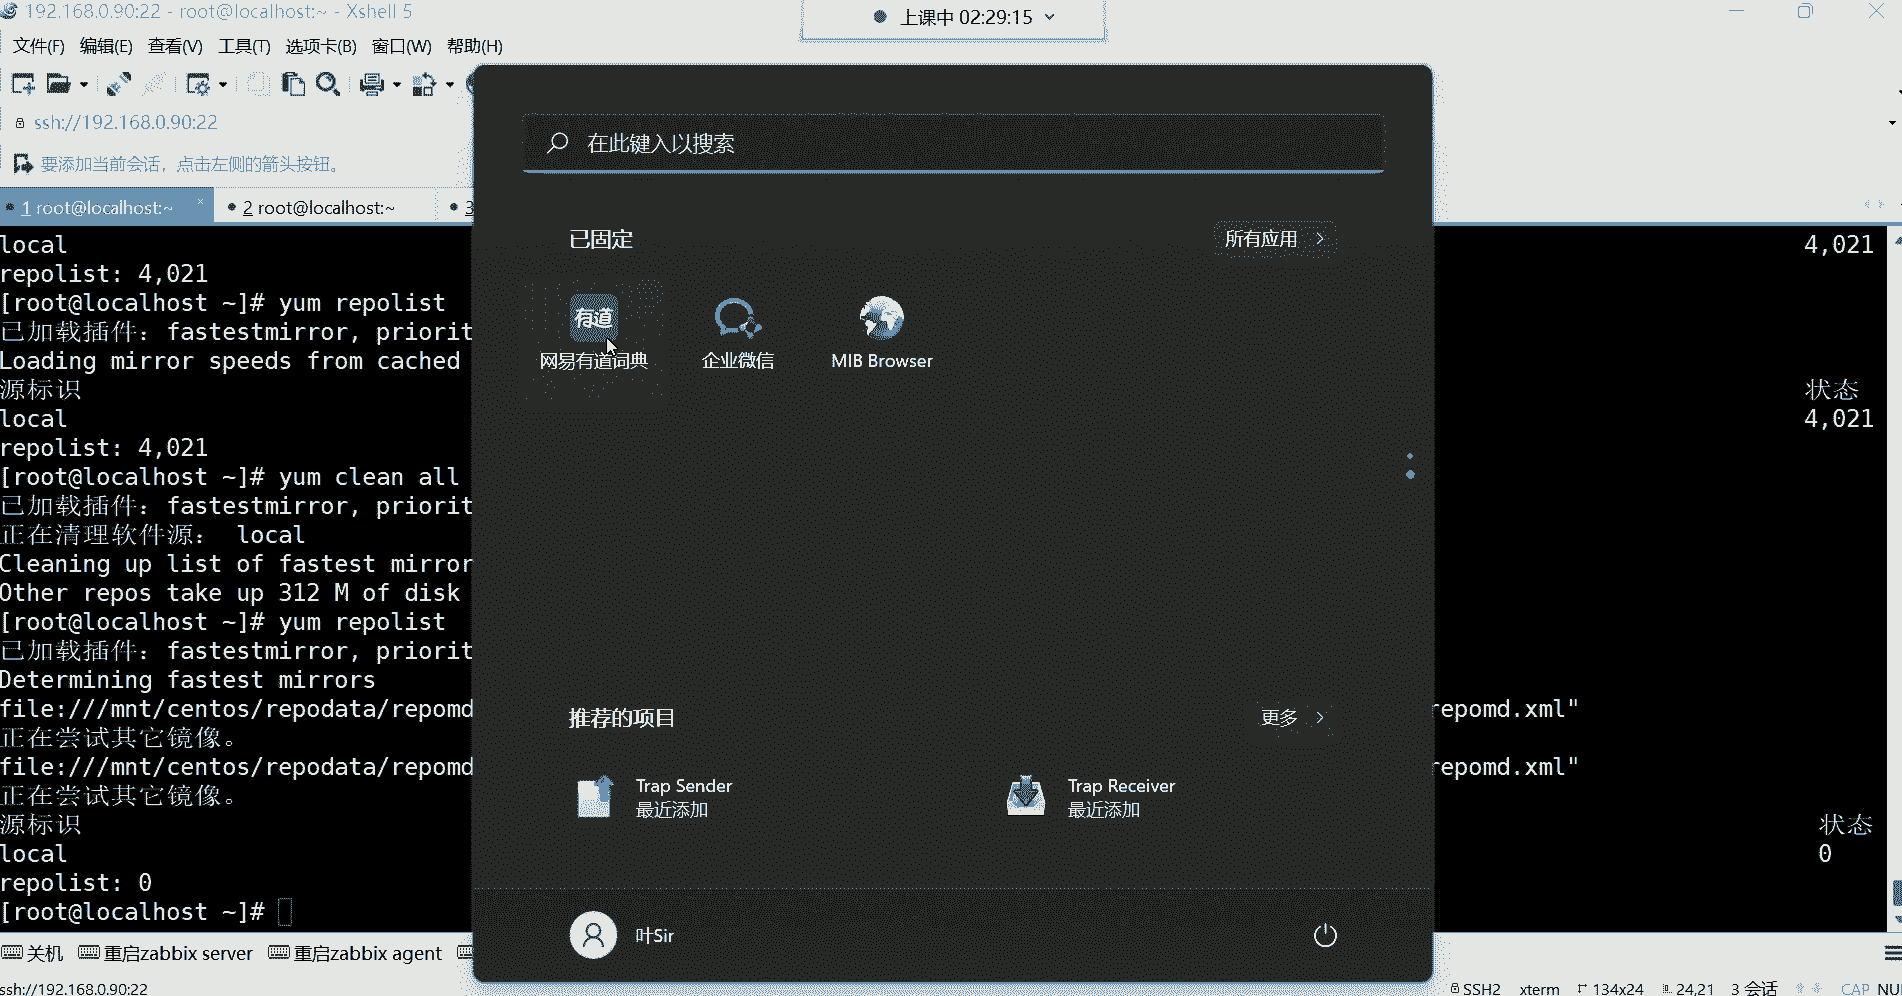 192.168.0.90:22 - root@localhost:~ - Xshell 5
上课中 02:29:15
文件(F) 编辑(E) 查看(V) 工具(T) 选项卡(B) 窗口(W) 帮助(H)
ssh://192.168.0.90:22
要添加当前会话，点击左侧的箭头按钮。
1 root@localhost:~ × 2 root@localhost:~ 3
local 4,021
repolist: 4,021
[root@localhost ~]# yum repolist
已加载插件：fastestmirror, priorit
Loading mirror speeds from cached
源标识 状态
local 4,021
repolist: 4,021
[root@localhost ~]# yum clean all
已加载插件：fastestmirror, priorit
正在清理软件源： local
Cleaning up list of fastest mirror
Other repos take up 312 M of disk
[root@localhost ~]# yum repolist
已加载插件：fastestmirror, priorit
Determining fastest mirrors
file:///mnt/centos/repodata/repomd repomd.xml"
正在尝试其它镜像。
file:///mnt/centos/repodata/repomd repomd.xml"
正在尝试其它镜像。
源标识 状态
local 0
repolist: 0
[root@localhost ~]#
在此键入以搜索
已固定 所有应用 >
有道
网易有道词典 企业微信 MIB Browser
推荐的项目 更多 >
Trap Sender Trap Receiver
最近添加 最近添加
叶Sir
关机 重启zabbix server 重启zabbix agent
ssh://192.168.0.90:22 SSH2 xterm 134x24 24,21 3 会话 CAP NU